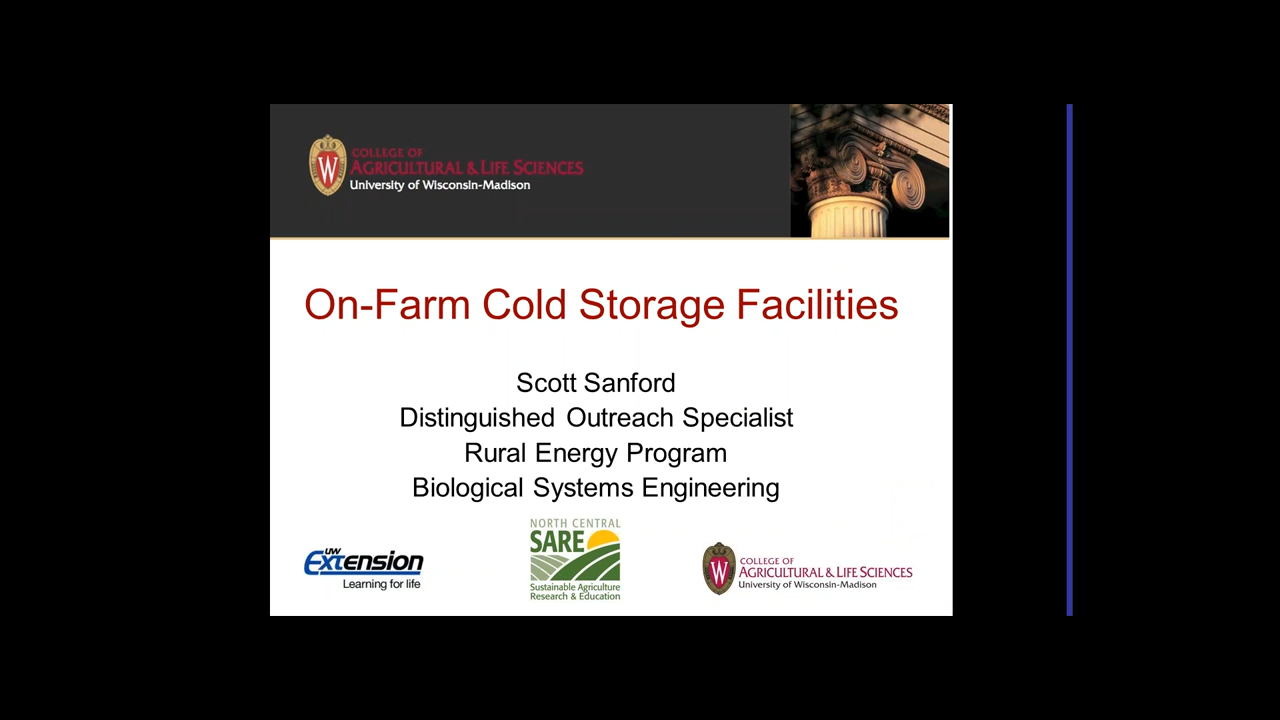 W
COLLEGE OF
AGRICULTURAL & LIFE SCIENCES
University of Wisconsin-Madison
On-Farm Cold Storage Facilities
Scott Sanford
Distinguished Outreach Specialist
Rural Energy Program
Biological Systems Engineering
UW
Extension
Learning for life
NORTH CENTRAL
SARE
Sustainable Agriculture
Research & Education
W
COLLEGE OF
AGRICULTURAL & LIFE SCIENCES
University of Wisconsin-Madison